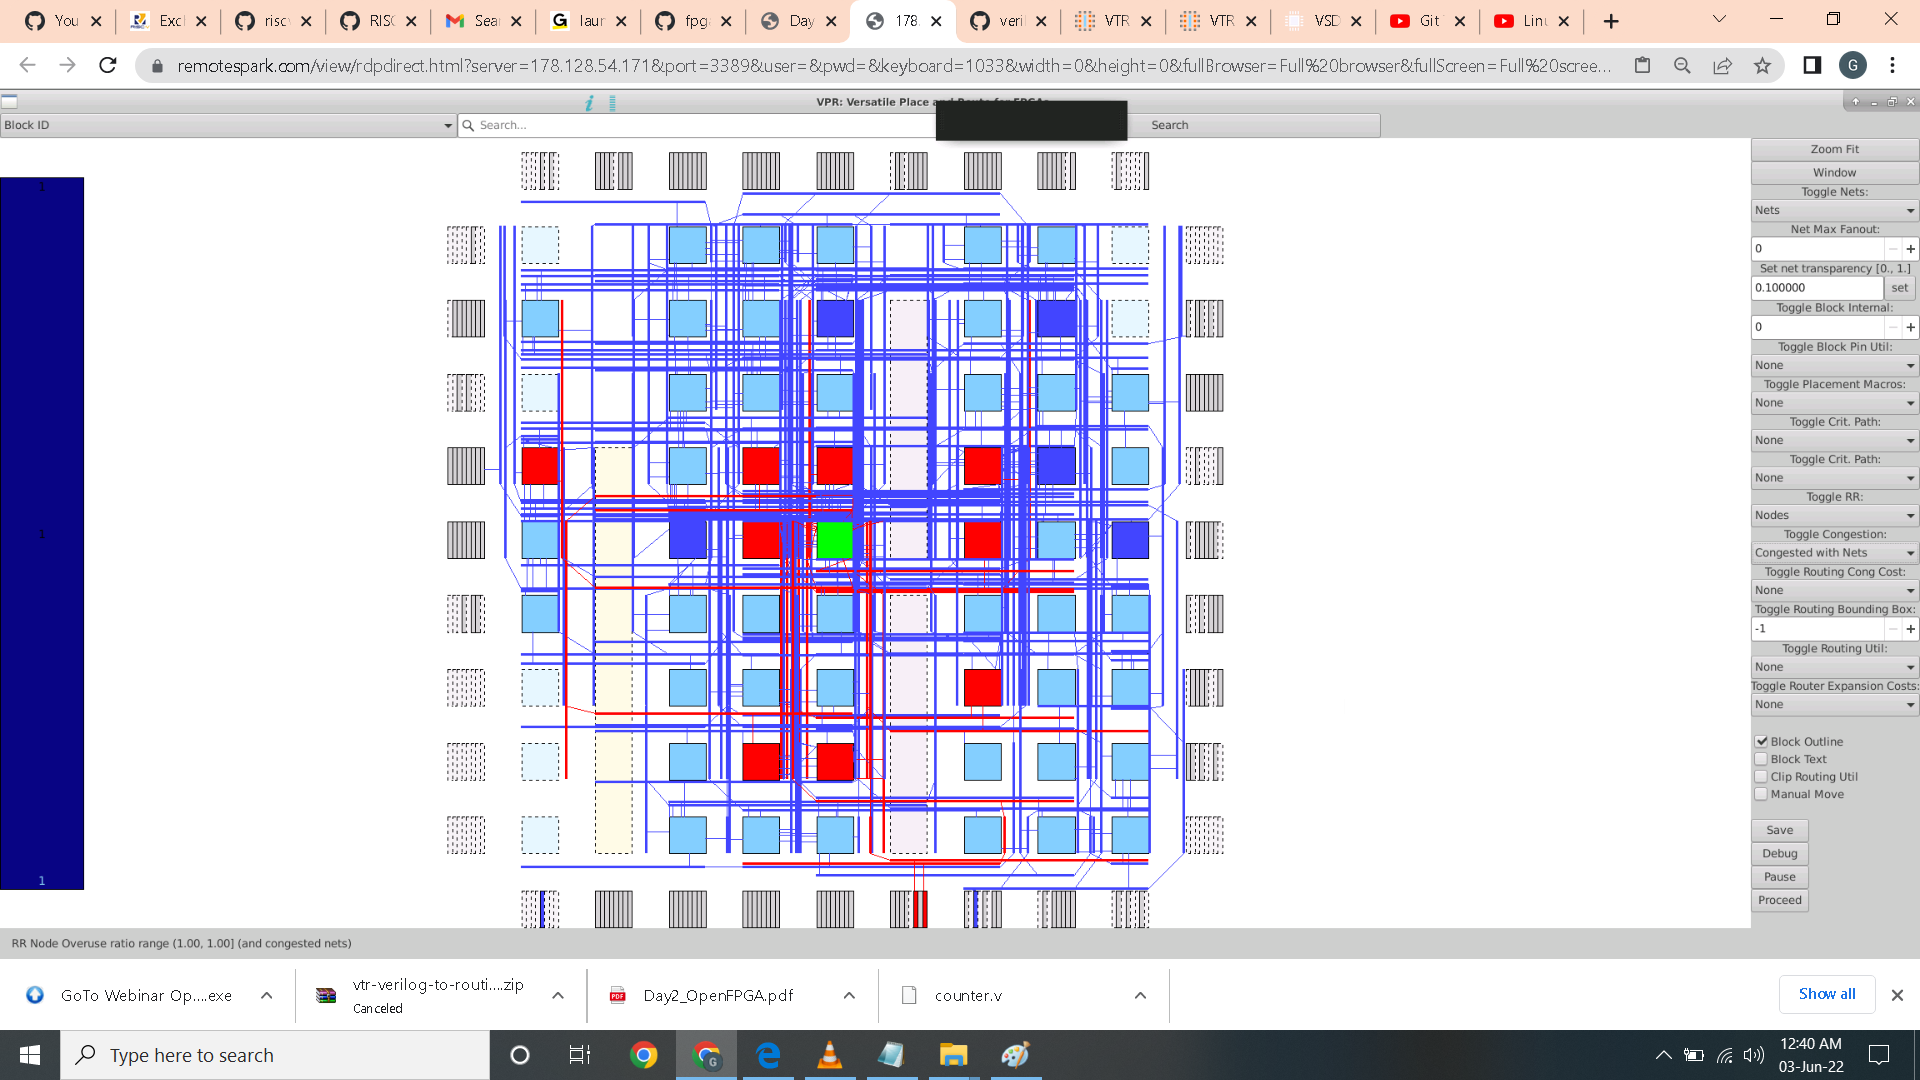 You
Excl
riscv
RISC
Sear
laur
fpg
Day
178.
veri
VTR
VTR
VSD
Git
Linu
remotespark.com/view/rdpdirect.html?server=178.128.54.171&port=3389&user=&pwd=&keyboard=1033&width=0&height=0&fullBrowser=Full%20browser&fullScreen=Full%20scree...
G
VPR: Versatile Place and Route for FPGAs
Block ID
Search...
Search
1
1
1
Zoom Fit
Window
Toggle Nets:
Nets
Net Max Fanout:
0
Set net transparency [0., 1.]
0.100000 set
Toggle Block Internal:
0
Toggle Block Pin Util:
None
Toggle Placement Macros:
None
Toggle Crit. Path:
None
Toggle Crit. Path:
None
Toggle RR:
Nodes
Toggle Congestion:
Congested with Nets
Toggle Routing Cong Cost:
None
Toggle Routing Bounding Box:
-1
Toggle Routing Util:
None
Toggle Router Expansion Costs:
None
Block Outline
Block Text
Clip Routing Util
Manual Move
Save
Debug
Pause
Proceed
RR Node Overuse ratio range (1.00, 1.00] (and congested nets)
GoTo Webinar Op....exe
vtr-verilog-to-routi....zip
Canceled
PDF
Day2_OpenFPGA.pdf
counter.v
Show all
Type here to search
G
12:40 AM
03-Jun-22